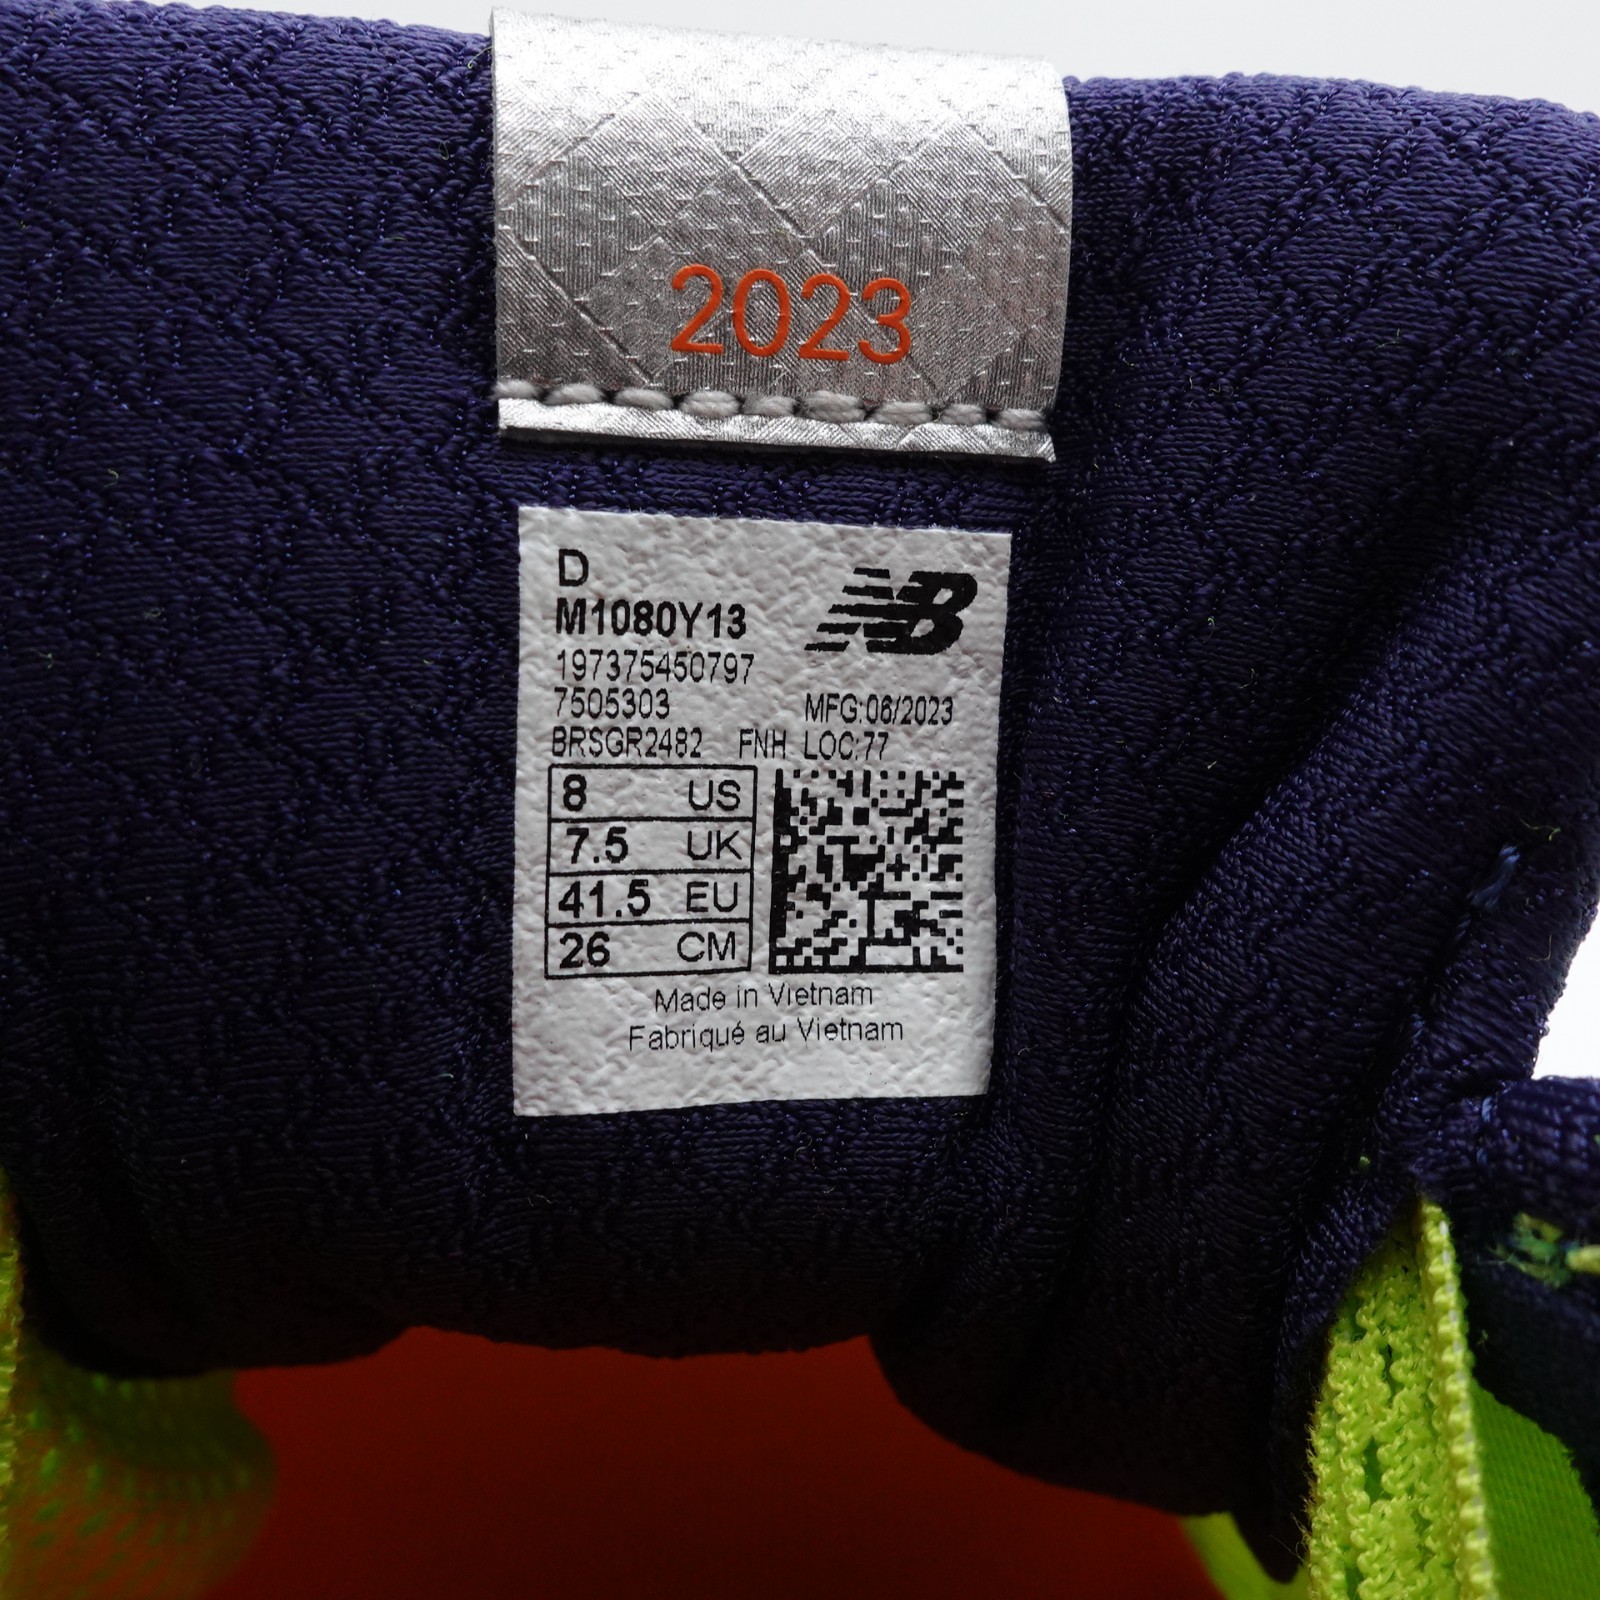 2023
D
M1080Y13
NB
197375450797
7505303
MFG:06/2023
BRSGR2482 FNH LOC:77
8 US
7.5 UK
41.5 EU
26 CM
Made in Vietnam
Fabriqué au Vietnam